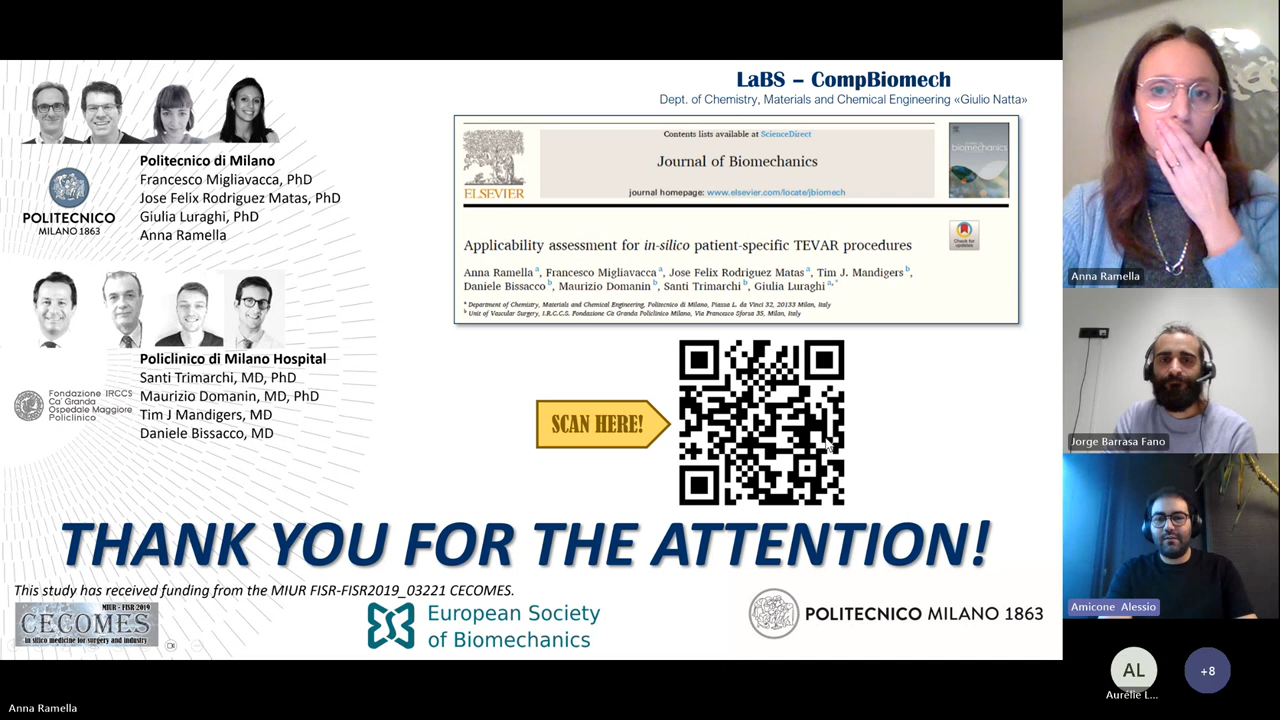 LaBS – CompBiomech
Dept. of Chemistry, Materials and Chemical Engineering «Giulio Natta»
POLITECNICO
MILANO 1863
Politecnico di Milano
Francesco Migliavacca, PhD
Jose Felix Rodriguez Matas, PhD
Giulia Luraghi, PhD
Anna Ramella
Fondazione IRCCS
Ca' Granda
Ospedale Maggiore
Policlinico
Policlinico di Milano Hospital
Santi Trimarchi, MD, PhD
Maurizio Domanin, MD, PhD
Tim J Mandigers, MD
Daniele Bissacco, MD
ELSEVIER
Contents lists available at ScienceDirect
Journal of Biomechanics
journal homepage: www.elsevier.com/locate/jbiomech
biomechanics
Check for
updates
Applicability assessment for in-silico patient-specific TEVAR procedures
Anna Ramella a, Francesco Migliavacca a, Jose Felix Rodriguez Matas a, Tim J. Mandigers b,
Daniele Bissacco b, Maurizio Domanin b, Santi Trimarchi b, Giulia Luraghi a,*
a Department of Chemistry, Materials and Chemical Engineering, Politecnico di Milano, Piazza L. da Vinci 32, 20133 Milan, Italy
b Unit of Vascular Surgery, I.R.C.C.S. Fondazione Cà Granda Policlinico Milano, Via Francesco Sforza 35, Milan, Italy
SCAN HERE!
THANK YOU FOR THE ATTENTION!
This study has received funding from the MIUR FISR-FISR2019_03221 CECOMES.
MIUR - FISR 2019
CECOMES
in silico medicine for surgery and industry
European Society
of Biomechanics
POLITECNICO MILANO 1863
Anna Ramella
Jorge Barrasa Fano
Amicone Alessio
AL
Aurélie L...
+8
Anna Ramella